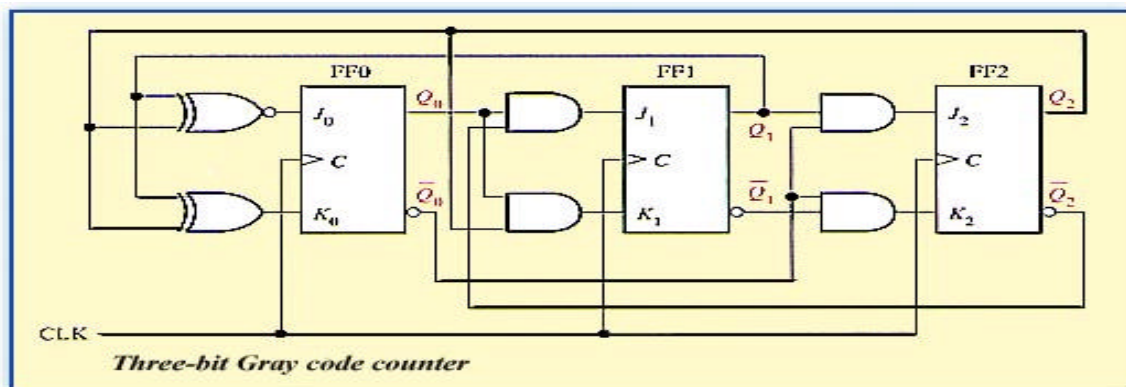 FF0 FF1 FF2
Q0 Q2
J0 J1 J2
Q1
C C C
Q̅0 Q̅1 Q̅2
K0 K1 K2
CLK
Three-bit Gray code counter